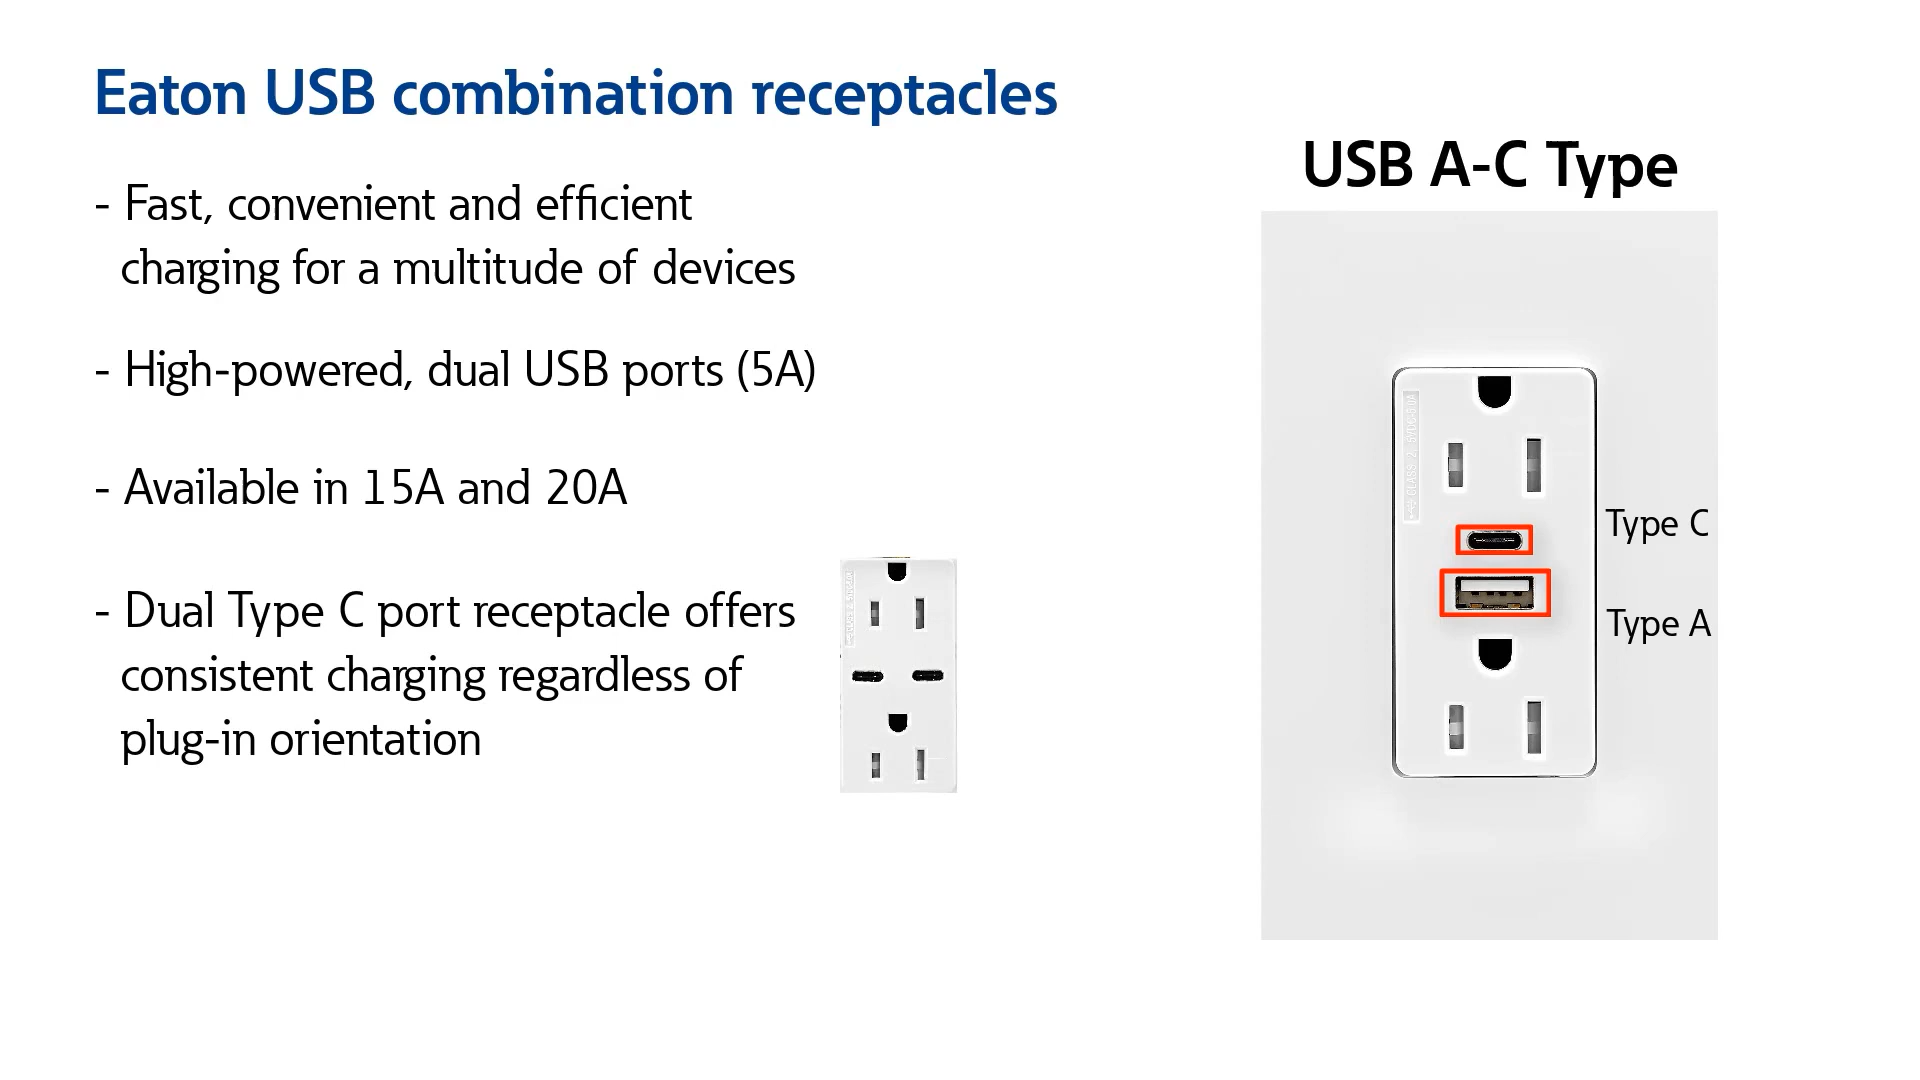 Eaton USB combination receptacles
- Fast, convenient and efficient
charging for a multitude of devices
- High-powered, dual USB ports (5A)
- Available in 15A and 20A
- Dual Type C port receptacle offers
consistent charging regardless of
plug-in orientation
USB A-C Type
Type C
Type A